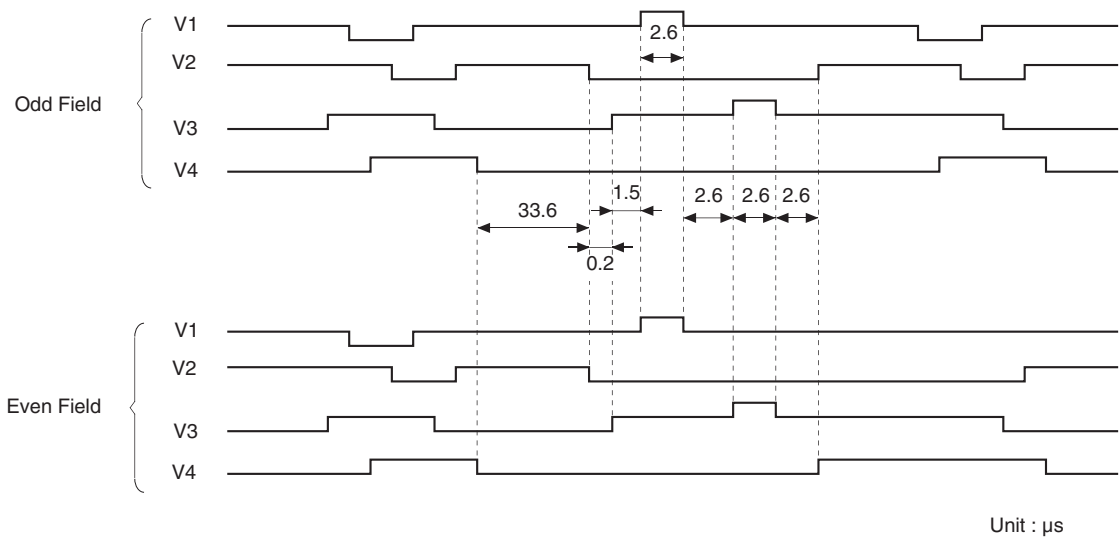 Odd Field
V1
2.6
V2
V3
V4
1.5
33.6
2.6 2.6 2.6
0.2
Even Field
V1
V2
V3
V4
Unit : μs